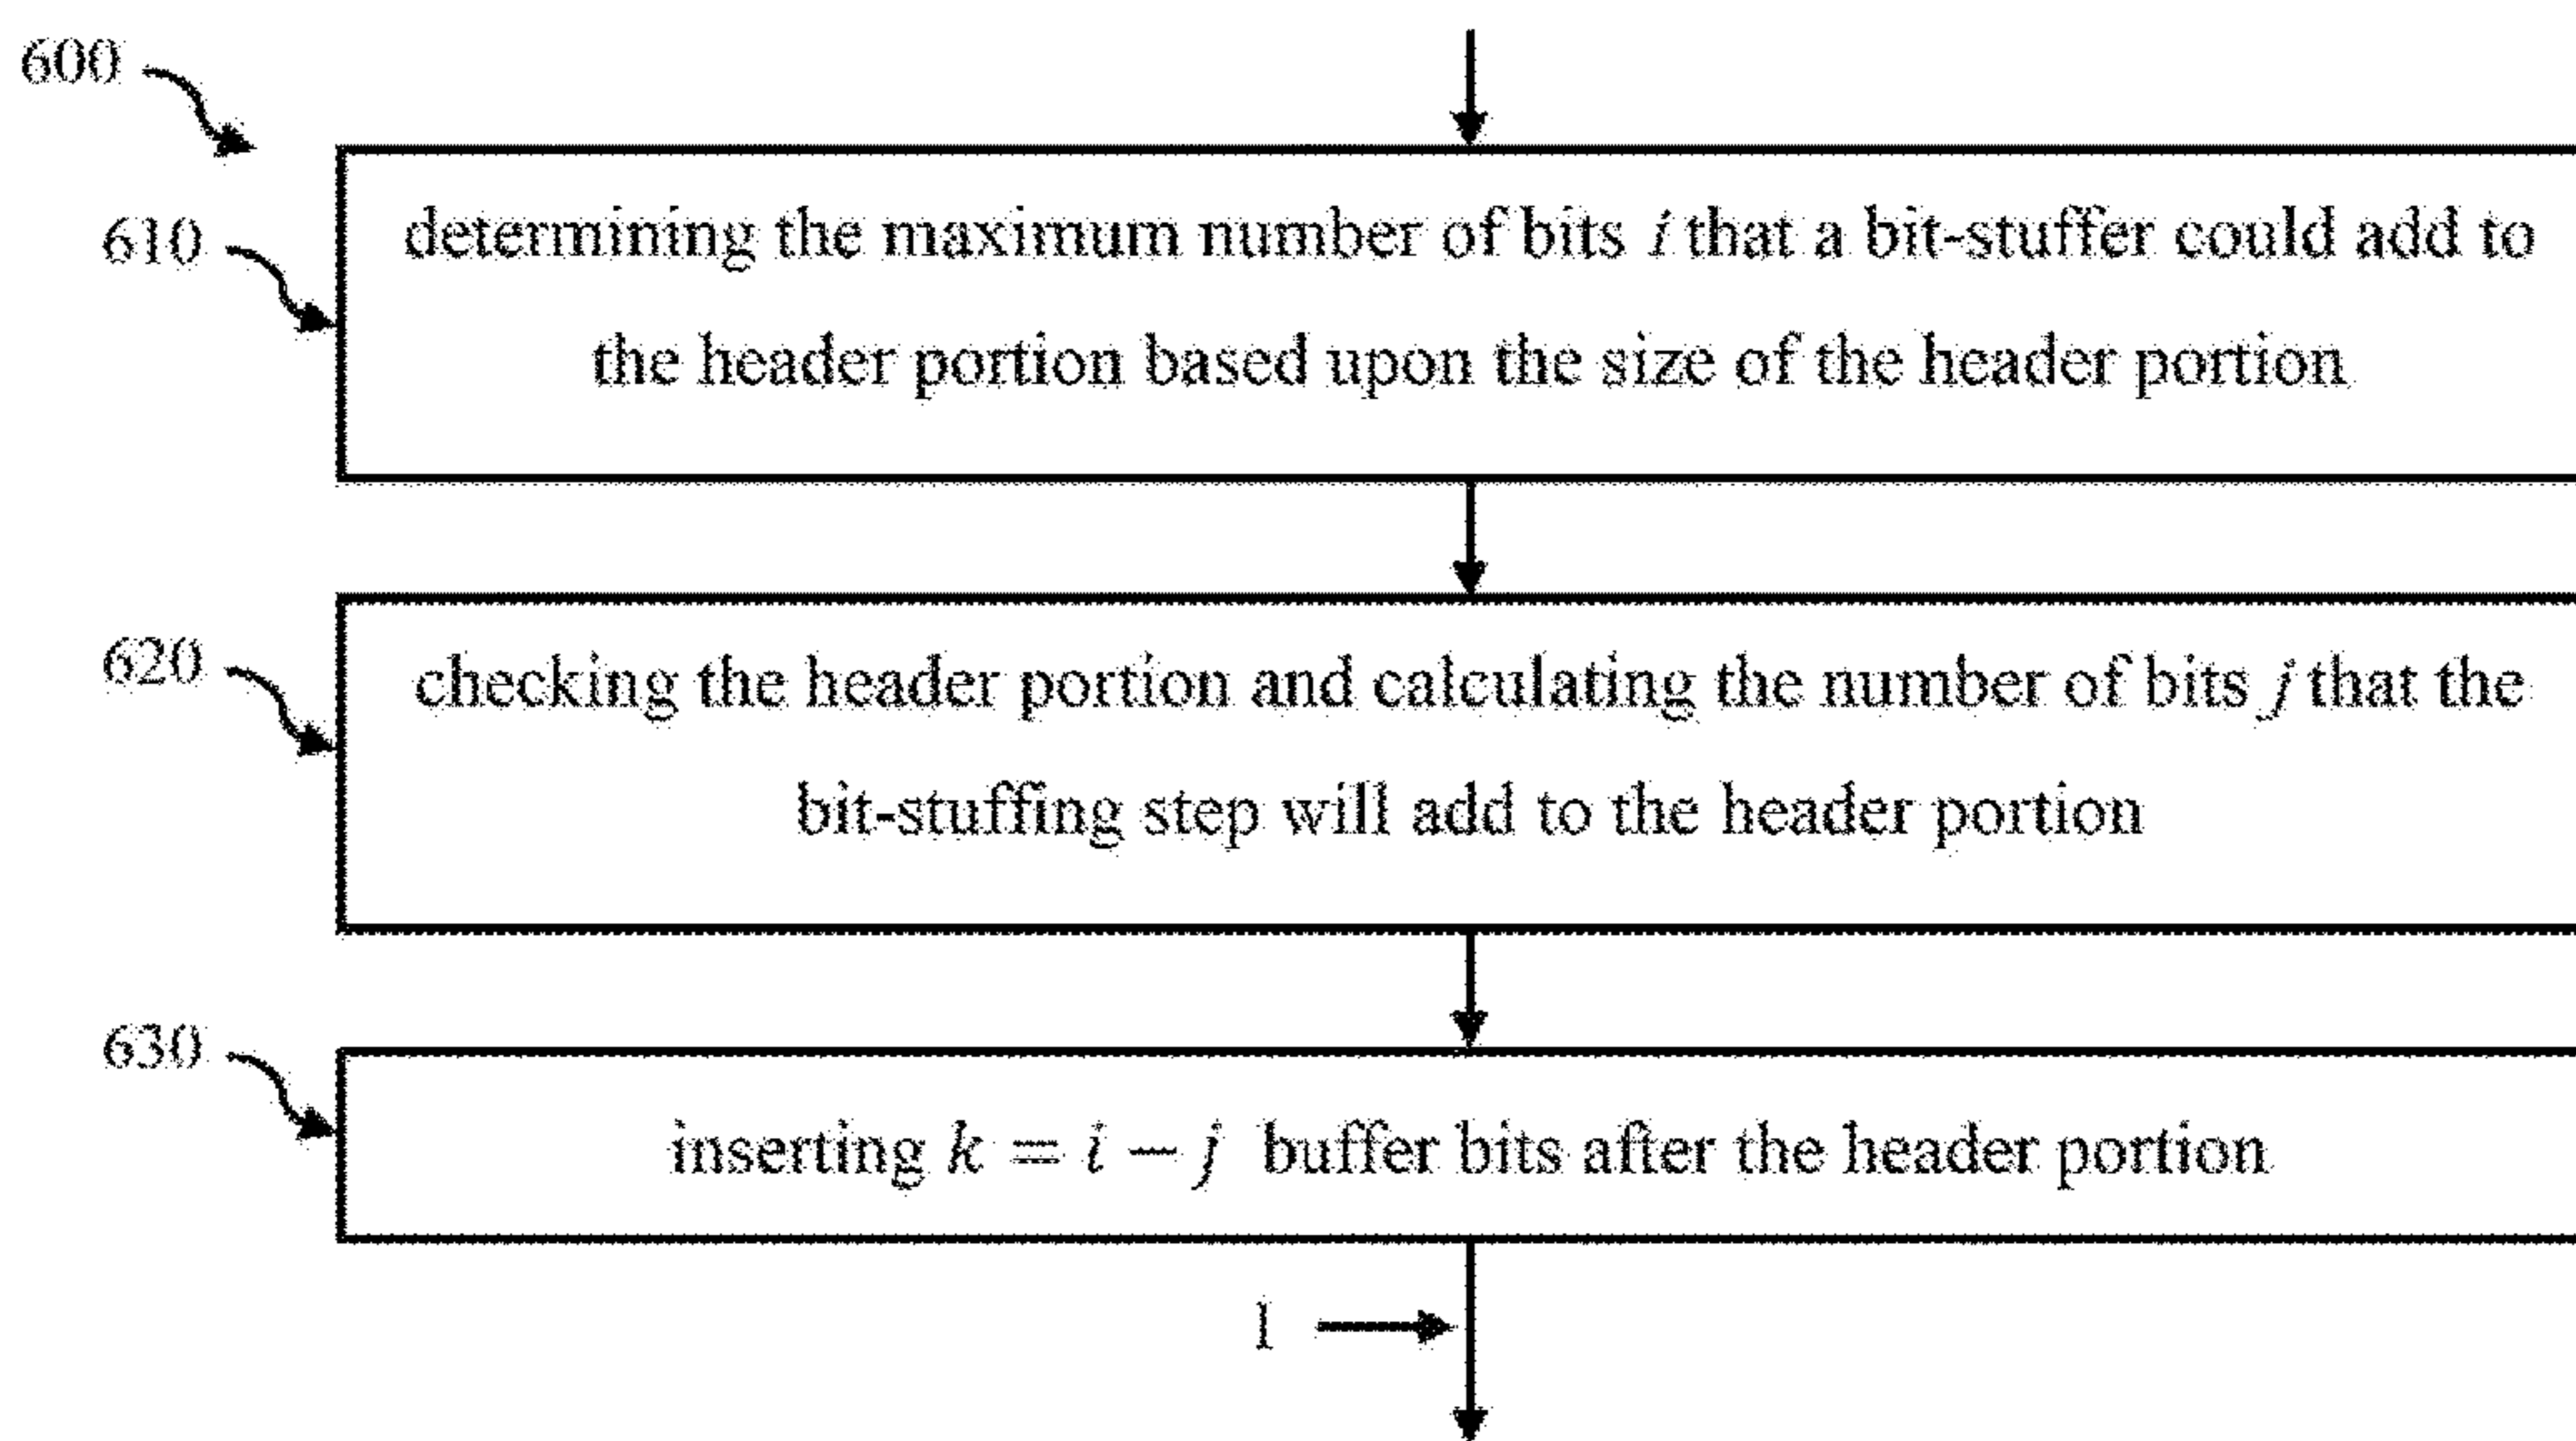 600
610
determining the maximum number of bits i that a bit-stuffer could add to
the header portion based upon the size of the header portion
620
checking the header portion and calculating the number of bits j that the
bit-stuffing step will add to the header portion
630
inserting k = i − j buffer bits after the header portion
1